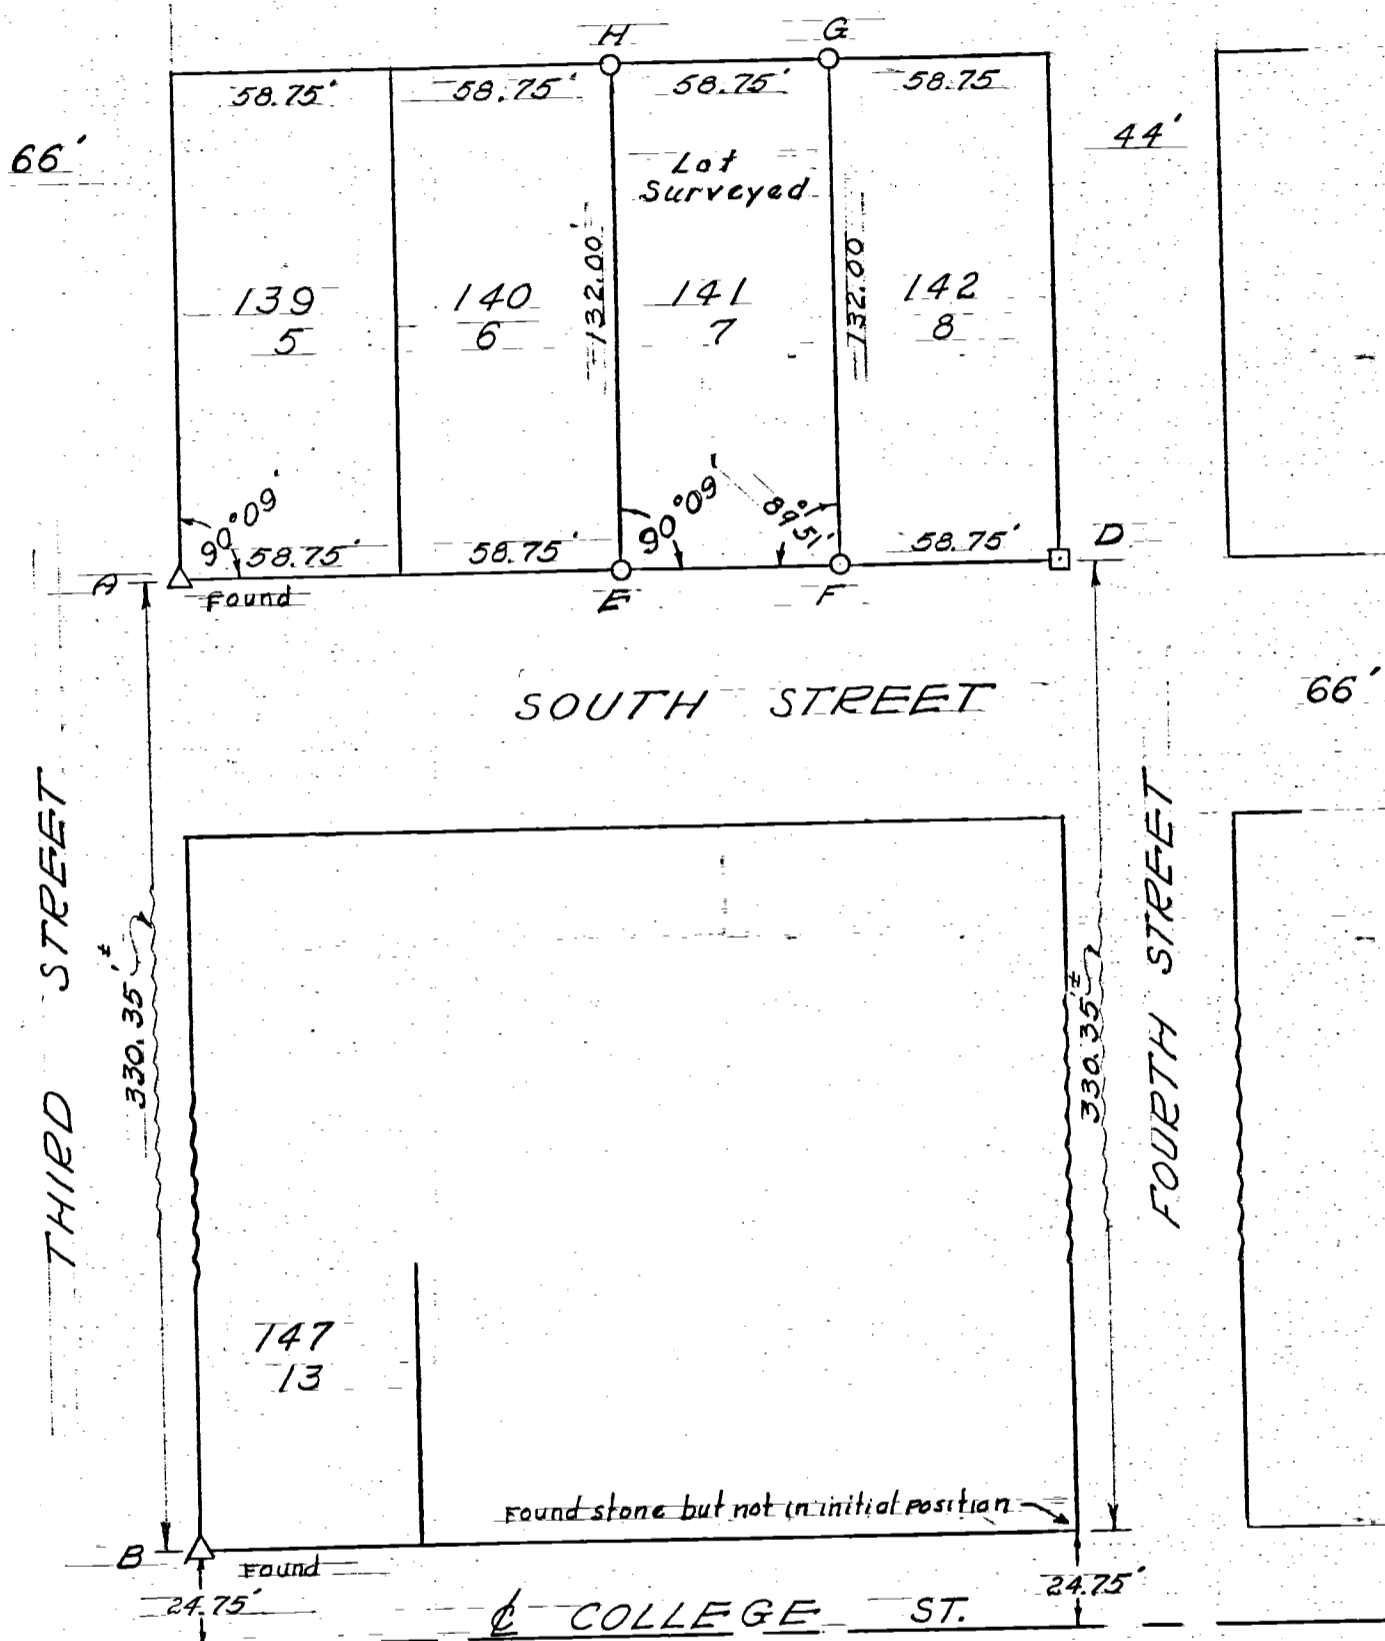 H G
58.75' 58.75' 58.75' 58.75
66' 44'
Lot
Surveyed
132.00' 132.00
139 140 141 142
5 6 7 8
90°09' 90°09' 89°51'
58.75' 58.75' 58.75'
A D
Found E F
SOUTH STREET
66'
THIRD STREET
330.35'±
330.35'±
FOURTH STREET
147
13
Found stone but not in initial position
B Found
24.75' 24.75'
℄ COLLEGE ST.